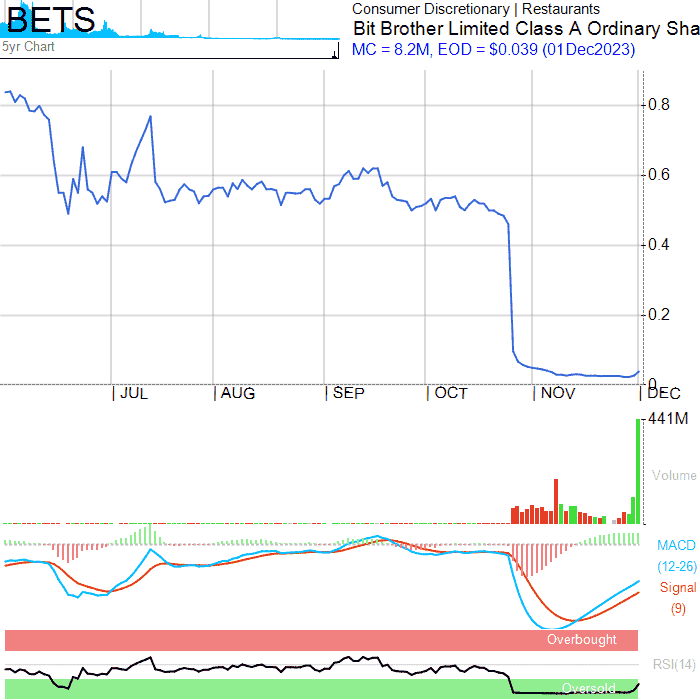 BETS
5yr Chart
Consumer Discretionary | Restaurants
Bit Brother Limited Class A Ordinary Sha
MC = 8.2M, EOD = $0.039 (01Dec2023)
0.8
0.6
0.4
0.2
0
| JUL | AUG | SEP | OCT | NOV | DEC
441M
Volume
MACD
(12-26)
Signal
(9)
Overbought
RSI(14)
Oversold